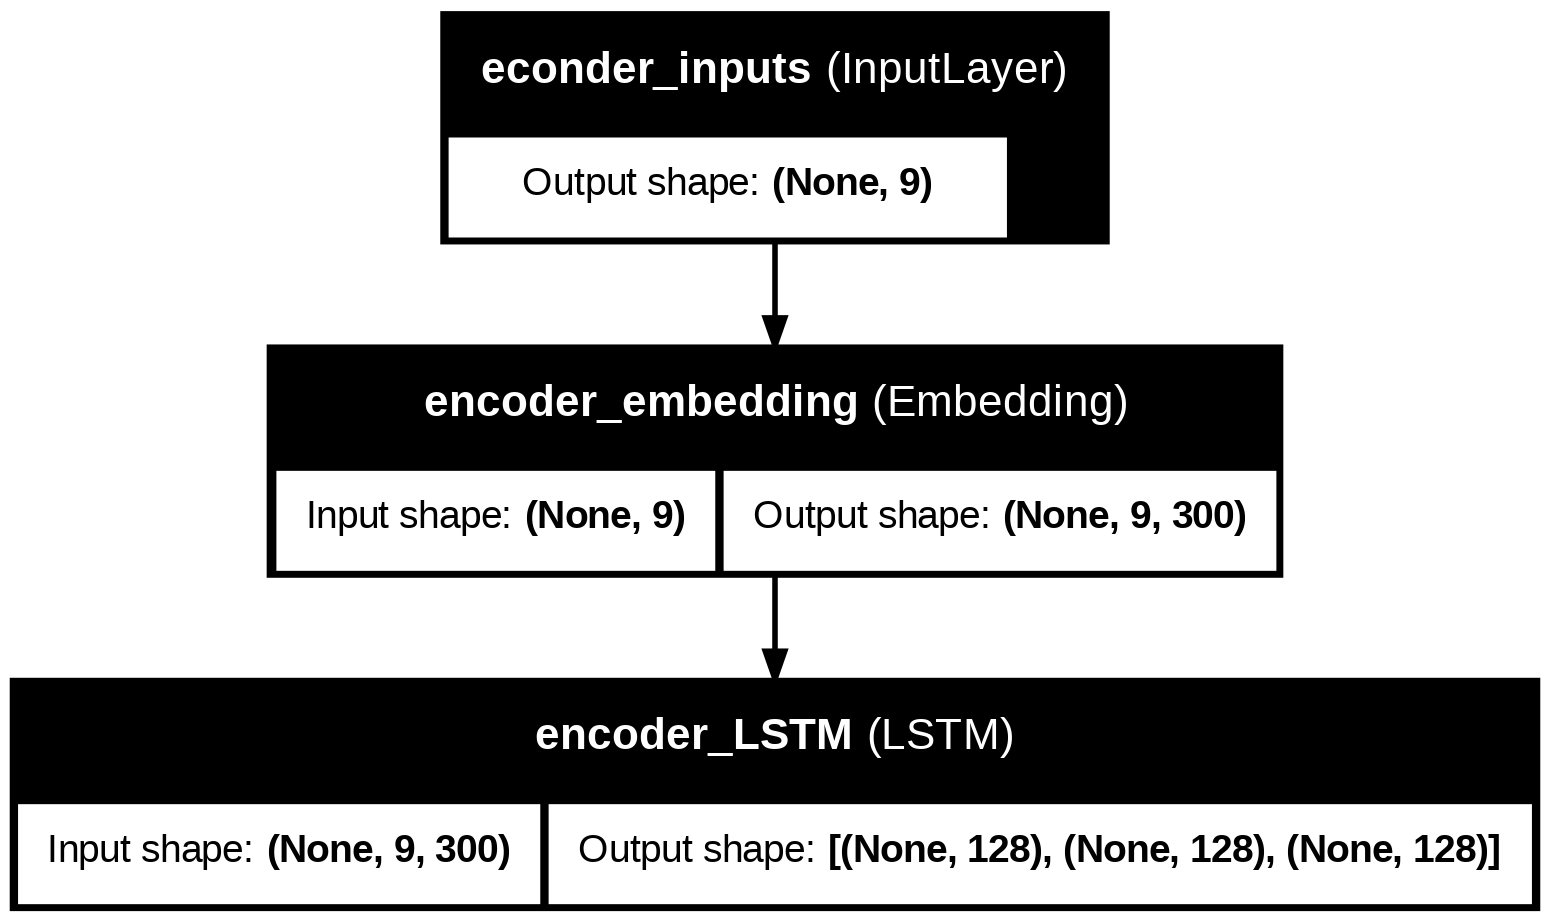 econder_inputs (InputLayer)
Output shape: (None, 9)
encoder_embedding (Embedding)
Input shape: (None, 9) Output shape: (None, 9, 300)
encoder_LSTM (LSTM)
Input shape: (None, 9, 300) Output shape: [(None, 128), (None, 128), (None, 128)]